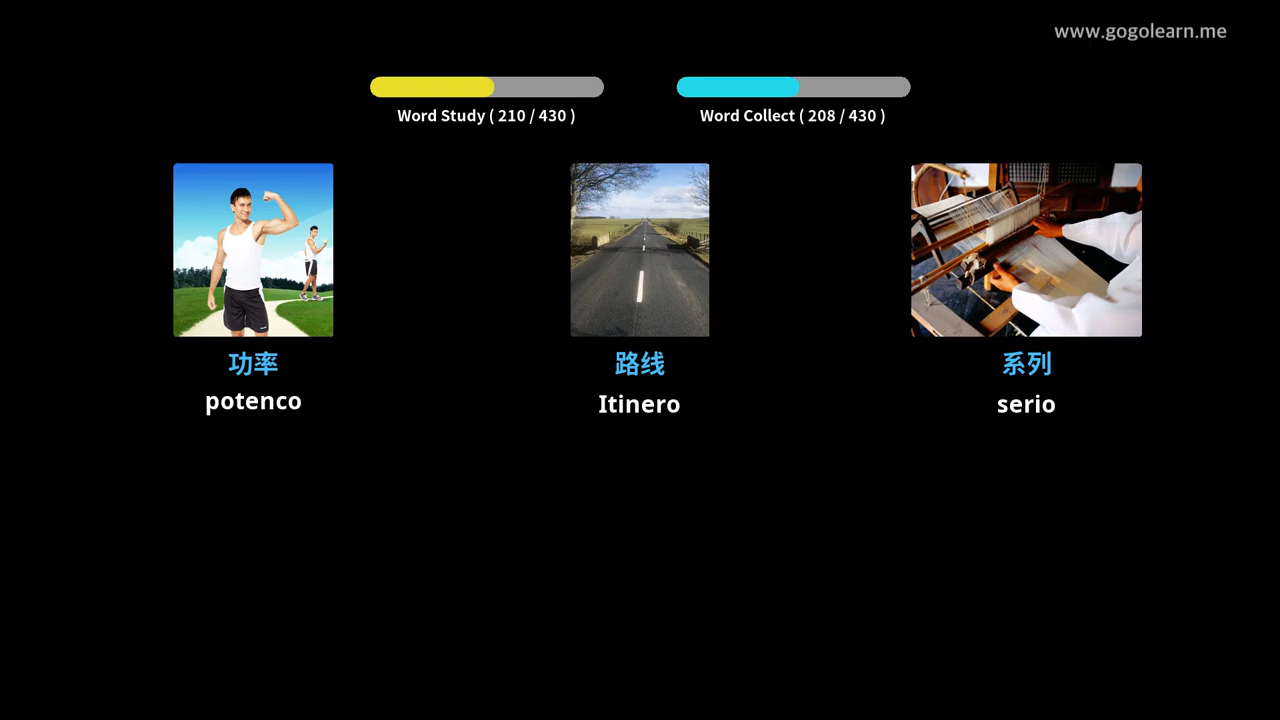 www.gogolearn.me
Word Study ( 210 / 430 )
Word Collect ( 208 / 430 )
功率
路线
系列
potenco
Itinero
serio